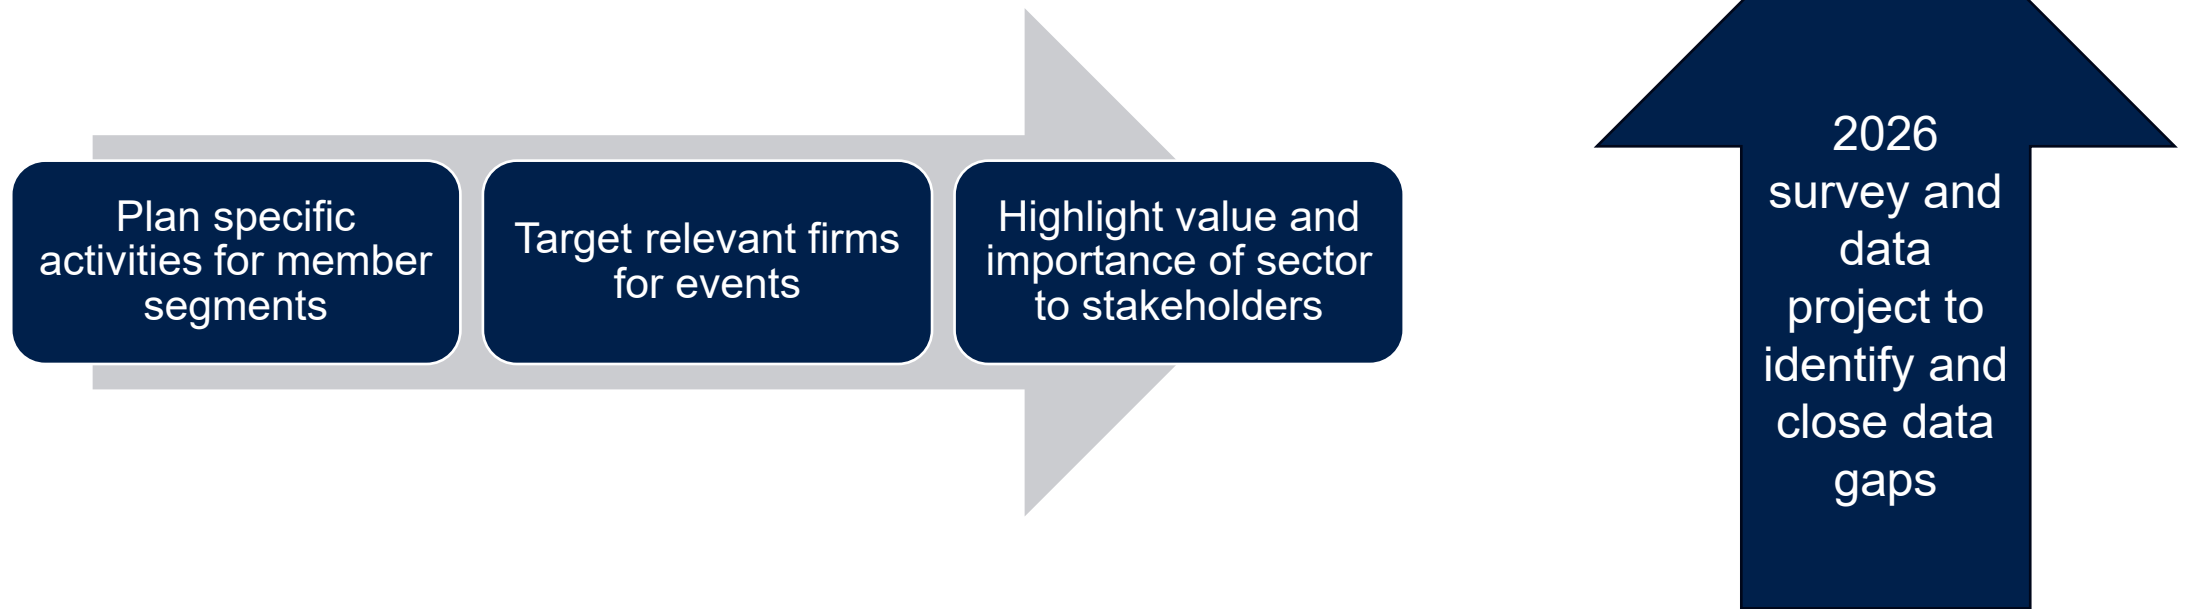 Plan specific
activities for member
segments
Target relevant firms
for events
Highlight value and
importance of sector
to stakeholders
2026
survey and
data
project to
identify and
close data
gaps